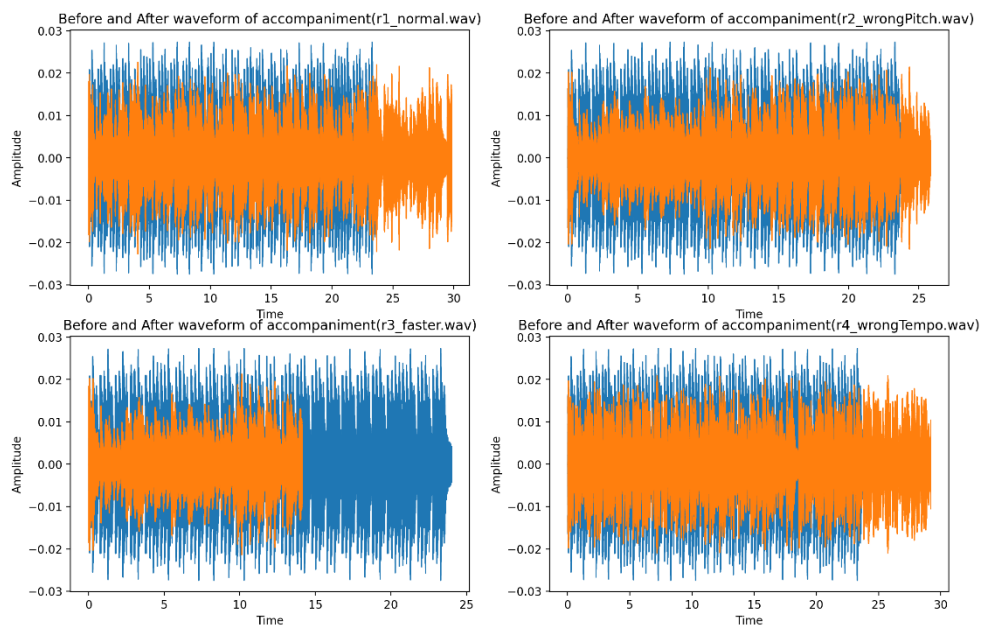 Before and After waveform of accompaniment(r1_normal.wav)
0.03
0.02
0.01
0.00
−0.01
−0.02
−0.03
Amplitude
0 5 10 15 20 25 30
Time
Before and After waveform of accompaniment(r2_wrongPitch.wav)
0.03
0.02
0.01
0.00
−0.01
−0.02
−0.03
Amplitude
0 5 10 15 20 25
Time
Before and After waveform of accompaniment(r3_faster.wav)
0.03
0.02
0.01
0.00
−0.01
−0.02
−0.03
Amplitude
0 5 10 15 20 25
Time
Before and After waveform of accompaniment(r4_wrongTempo.wav)
0.03
0.02
0.01
0.00
−0.01
−0.02
−0.03
Amplitude
0 5 10 15 20 25 30
Time